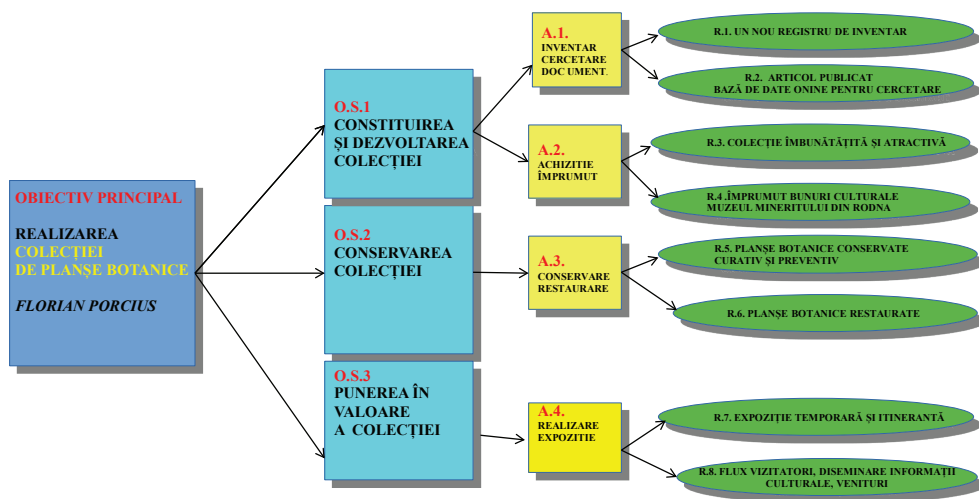 OBIECTIV PRINCIPAL
REALIZAREA
COLECȚIEI
DE PLANȘE BOTANICE
FLORIAN PORCIUS
O.S.1
CONSTITUIREA
ȘI DEZVOLTAREA
COLECȚIEI
O.S.2
CONSERVAREA
COLECȚIEI
O.S.3
PUNEREA ÎN
VALOARE
A COLECȚIEI
A.1.
INVENTAR
CERCETARE
DOC UMENT.
A.2.
ACHIZITIE
ÎMPRUMUT
A.3.
CONSERVARE
RESTAURARE
A.4.
REALIZARE
EXPOZITIE
R.1. UN NOU REGISTRU DE INVENTAR
R.2. ARTICOL PUBLICAT
BAZĂ DE DATE ONINE PENTRU CERCETARE
R.3. COLECȚIE ÎMBUNĂTĂȚITĂ ȘI ATRACTIVĂ
R.4 .ÎMPRUMUT BUNURI CULTURALE
MUZEUL MINERITULUI DIN RODNA
R.5. PLANȘE BOTANICE CONSERVATE
CURATIV ȘI PREVENTIV
R.6. PLANȘE BOTANICE RESTAURATE
R.7. EXPOZIȚIE TEMPORARĂ ȘI ITINERANTĂ
R.8. FLUX VIZITATORI, DISEMINARE INFORMAȚII
CULTURALE, VENITURI